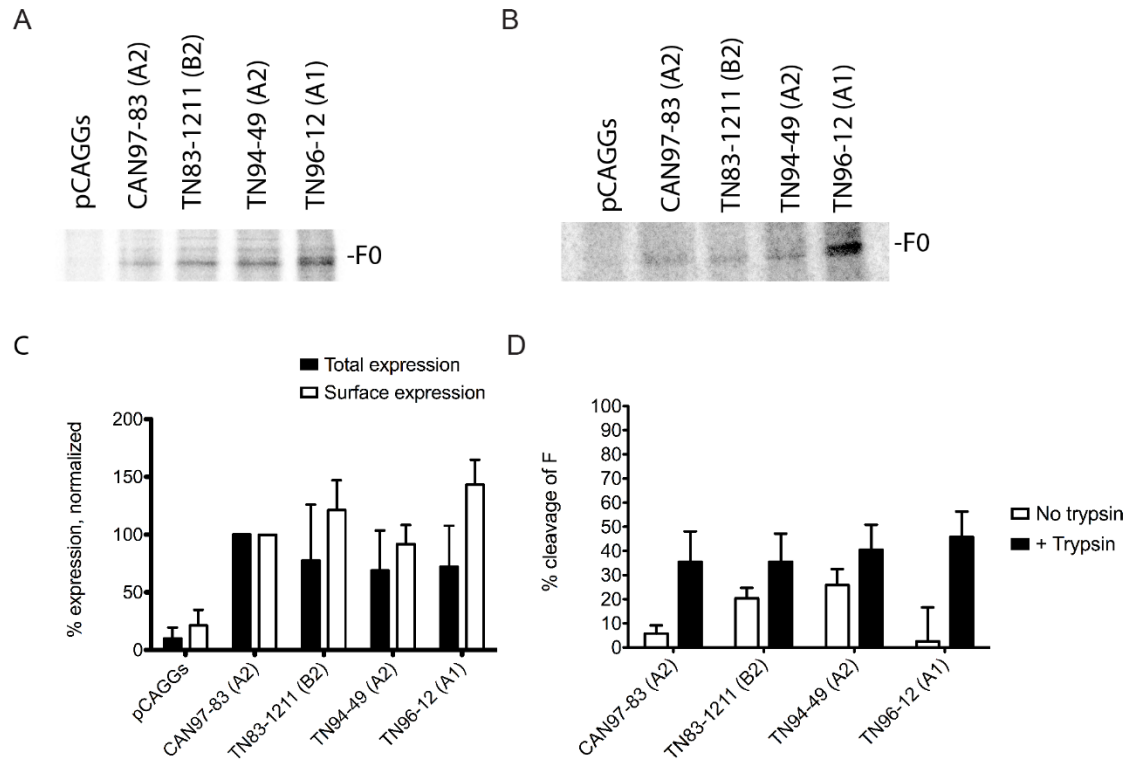 A
pCAGGs
CAN97-83 (A2)
TN83-1211 (B2)
TN94-49 (A2)
TN96-12 (A1)
-F0
B
pCAGGs
CAN97-83 (A2)
TN83-1211 (B2)
TN94-49 (A2)
TN96-12 (A1)
-F0
C
Total expression
Surface expression
% expression, normalized
200
150
100
50
0
pCAGGs
CAN97-83 (A2)
TN83-1211 (B2)
TN94-49 (A2)
TN96-12 (A1)
D
% cleavage of F
100
90
80
70
60
50
40
30
20
10
0
No trypsin
+ Trypsin
CAN97-83 (A2)
TN83-1211 (B2)
TN94-49 (A2)
TN96-12 (A1)